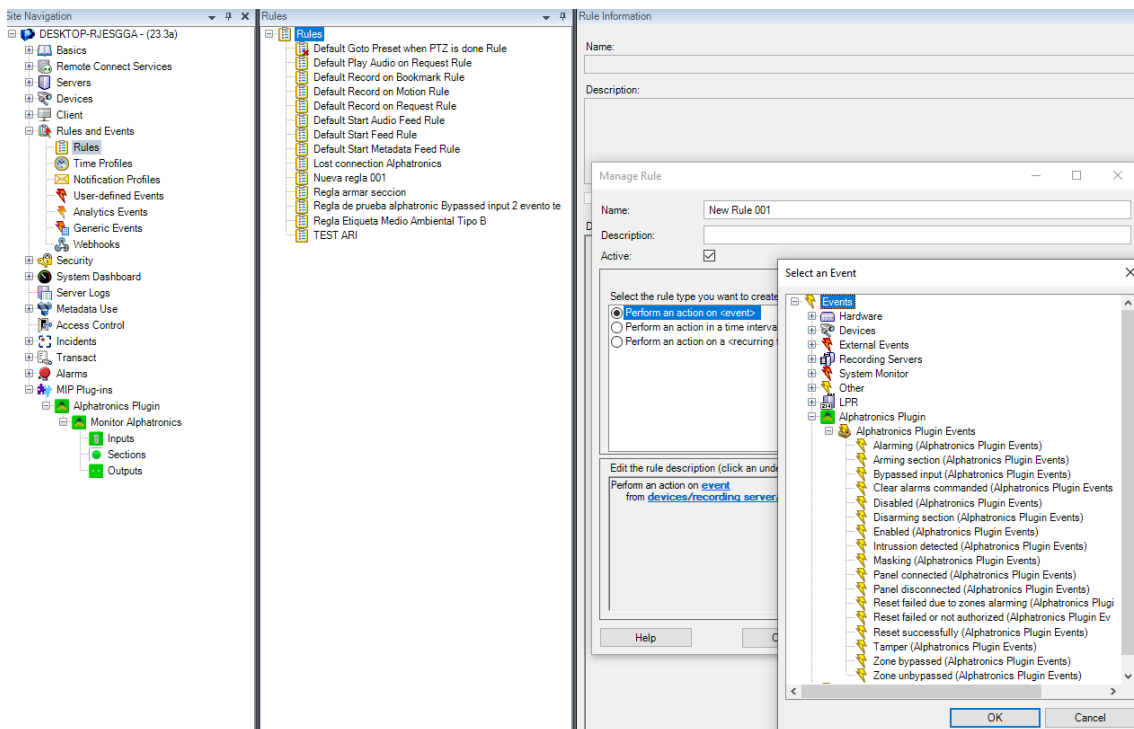 Site Navigation
DESKTOP-RJESGGA - (23.3a)
Basics
Remote Connect Services
Servers
Devices
Client
Rules and Events
Rules
Time Profiles
Notification Profiles
User-defined Events
Analytics Events
Generic Events
Webhooks
Security
System Dashboard
Server Logs
Metadata Use
Access Control
Incidents
Transact
Alarms
MIP Plug-ins
Alphatronics Plugin
Monitor Alphatronics
Inputs
Sections
Outputs
Rules
Rules
Default Goto Preset when PTZ is done Rule
Default Play Audio on Request Rule
Default Record on Bookmark Rule
Default Record on Motion Rule
Default Record on Request Rule
Default Start Audio Feed Rule
Default Start Feed Rule
Default Start Metadata Feed Rule
Lost connection Alphatronics
Nueva regla 001
Regla armar seccion
Regla de prueba alphatronic Bypassed input 2 evento te
Regla Etiqueta Medio Ambiental Tipo B
TEST ARI
Rule Information
Name:
Description:
Manage Rule
Name: New Rule 001
Description:
Active:
Select the rule type you want to create
Perform an action on <event>
Perform an action in a time interva
Perform an action on a <recurring
Edit the rule description (click an unde
Perform an action on event
from devices/recording server/
Help
Select an Event
Events
Hardware
Devices
External Events
Recording Servers
System Monitor
Other
LPR
Alphatronics Plugin
Alphatronics Plugin Events
Alarming (Alphatronics Plugin Events)
Arming section (Alphatronics Plugin Events)
Bypassed input (Alphatronics Plugin Events)
Clear alarms commanded (Alphatronics Plugin Events
Disabled (Alphatronics Plugin Events)
Disarming section (Alphatronics Plugin Events)
Enabled (Alphatronics Plugin Events)
Intrussion detected (Alphatronics Plugin Events)
Masking (Alphatronics Plugin Events)
Panel connected (Alphatronics Plugin Events)
Panel disconnected (Alphatronics Plugin Events)
Reset failed due to zones alarming (Alphatronics Plugi
Reset failed or not authorized (Alphatronics Plugin Ev
Reset successfully (Alphatronics Plugin Events)
Tamper (Alphatronics Plugin Events)
Zone bypassed (Alphatronics Plugin Events)
Zone unbypassed (Alphatronics Plugin Events)
OK
Cancel